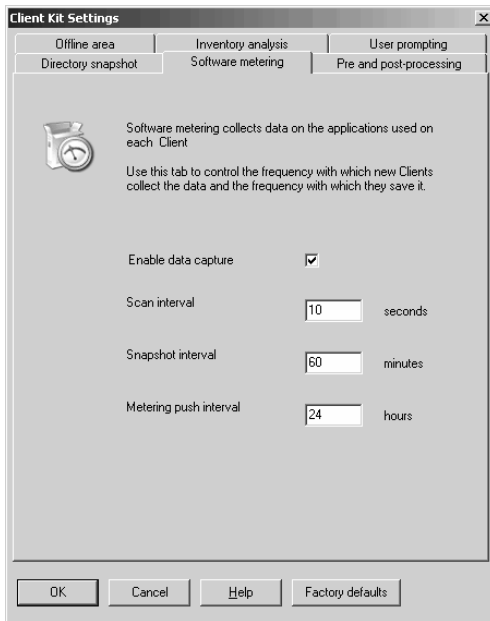 Client Kit Settings
Offline area
Inventory analysis
User prompting
Directory snapshot
Software metering
Pre and post-processing
Software metering collects data on the applications used on
each Client
Use this tab to control the frequency with which new Clients
collect the data and the frequency with which they save it.
Enable data capture
Scan interval
10
seconds
Snapshot interval
60
minutes
Metering push interval
24
hours
OK
Cancel
Help
Factory defaults